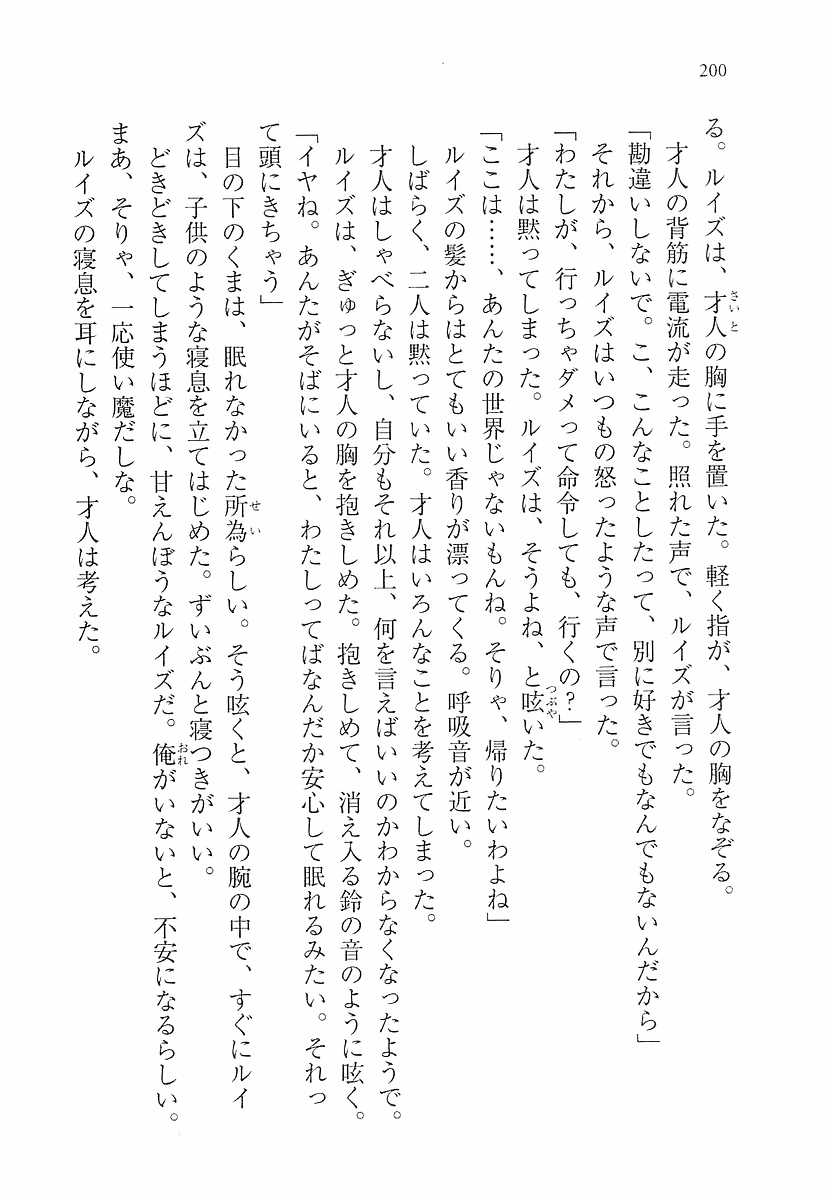 200
る。ルイズは、才人の胸に手を置いた。軽く指が、才人の胸をなぞる。
才人の背筋に電流が走った。照れた声で、ルイズが言った。
「勘違いしないで。こ、こんなことしたって、別に好きでもなんでもないんだから」
それから、ルイズはいつもの怒ったような声で言った。
「わたしが、行っちゃダメって命令しても、行くの?」
才人は黙ってしまった。ルイズは、そうよね、と呟いた。
「ここは……、あんたの世界じゃないもんね。そりゃ、帰りたいわよね」
ルイズの髪からはとてもいい香りが漂ってくる。呼吸音が近い。
しばらく、二人は黙っていた。才人はいろんなことを考えてしまった。
才人はしゃべらないし、自分もそれ以上、何を言えばいいのかわからなくなったようで。
ルイズは、ぎゅっと才人の胸を抱きしめた。抱きしめて、消え入る鈴の音のように呟く。
「イヤね。あんたがそばにいると、わたしってばなんだか安心して眠れるみたい。それっ
て頭にきちゃう」
目の下のくまは、眠れなかった所為らしい。そう呟くと、才人の腕の中で、すぐにルイ
ズは、子供のような寝息を立てはじめた。ずいぶんと寝つきがいい。
どきどきしてしまうほどに、甘えんぼうなルイズだ。俺がいないと、不安になるらしい。
まあ、そりゃ、一応使い魔だしな。
ルイズの寝息を耳にしながら、才人は考えた。
さいと
つぶや
せい
おれ